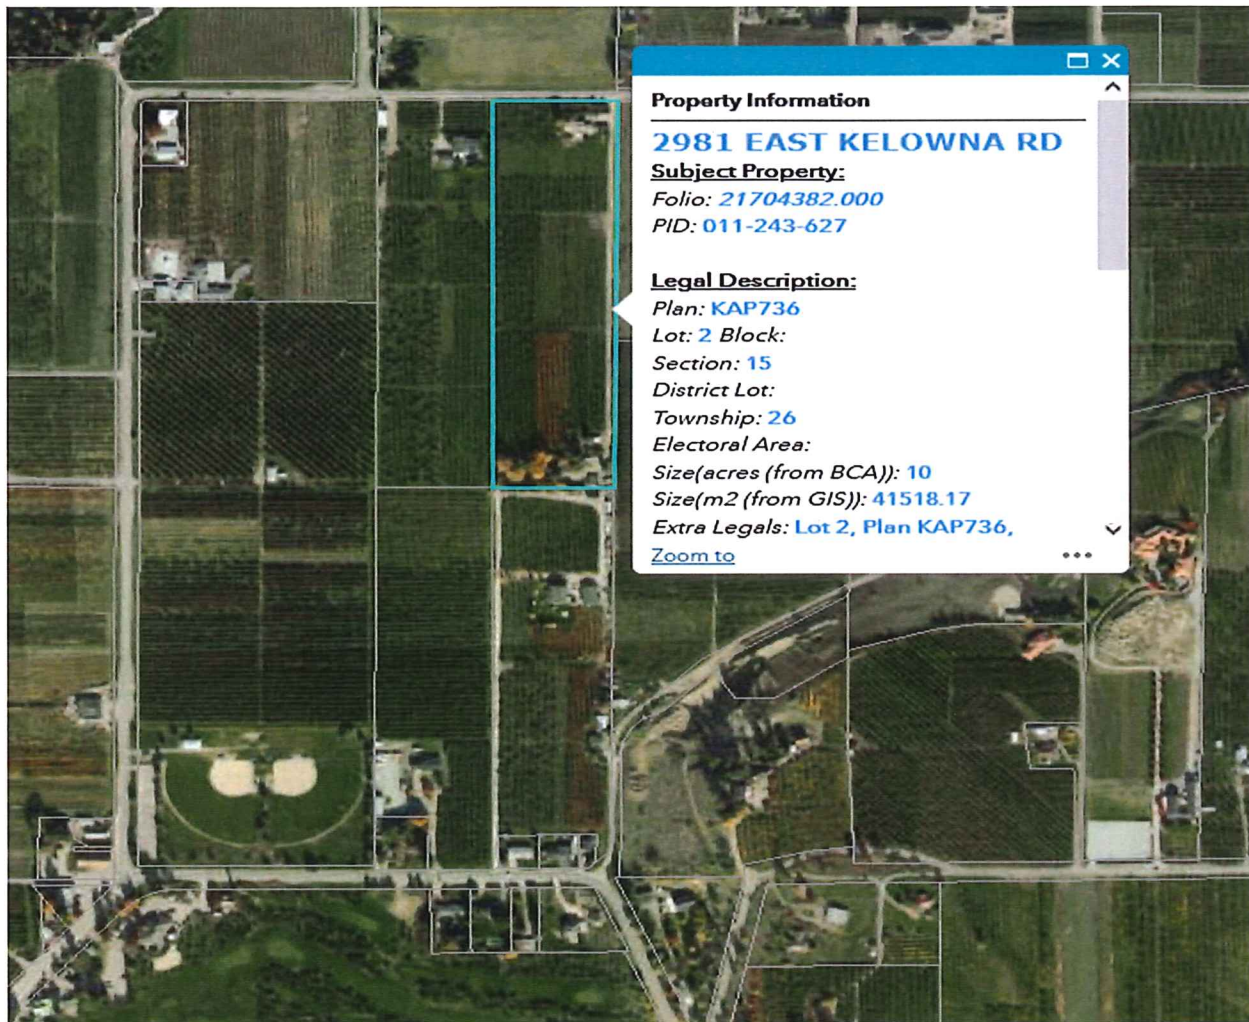 Property Information
2981 EAST KELOWNA RD
Subject Property:
Folio: 21704382.000
PID: 011-243-627
Legal Description:
Plan: KAP736
Lot: 2 Block:
Section: 15
District Lot:
Township: 26
Electoral Area:
Size(acres (from BCA)): 10
Size(m2 (from GIS)): 41518.17
Extra Legals: Lot 2, Plan KAP736,
Zoom to